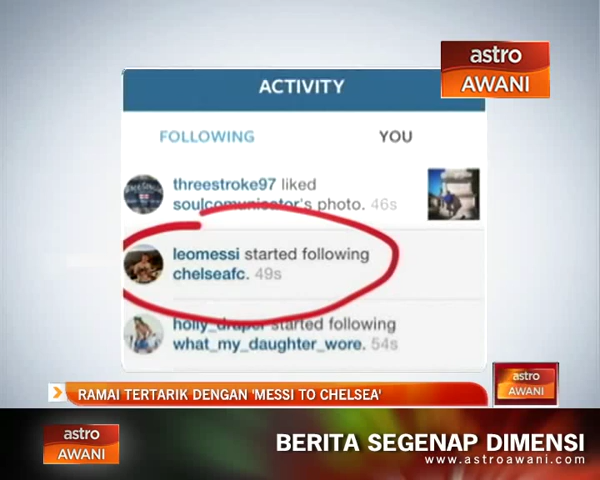 astro
AWANI
ACTIVITY
FOLLOWING YOU
threestroke97 liked
soulcomunicator's photo. 46s
leomessi started following
chelseafc. 49s
holly_draper started following
what_my_daughter_wore. 54s
RAMAI TERTARIK DENGAN 'MESSI TO CHELSEA'
astro
AWANI
astro
AWANI
BERITA SEGENAP DIMENSI
www.astroawani.com